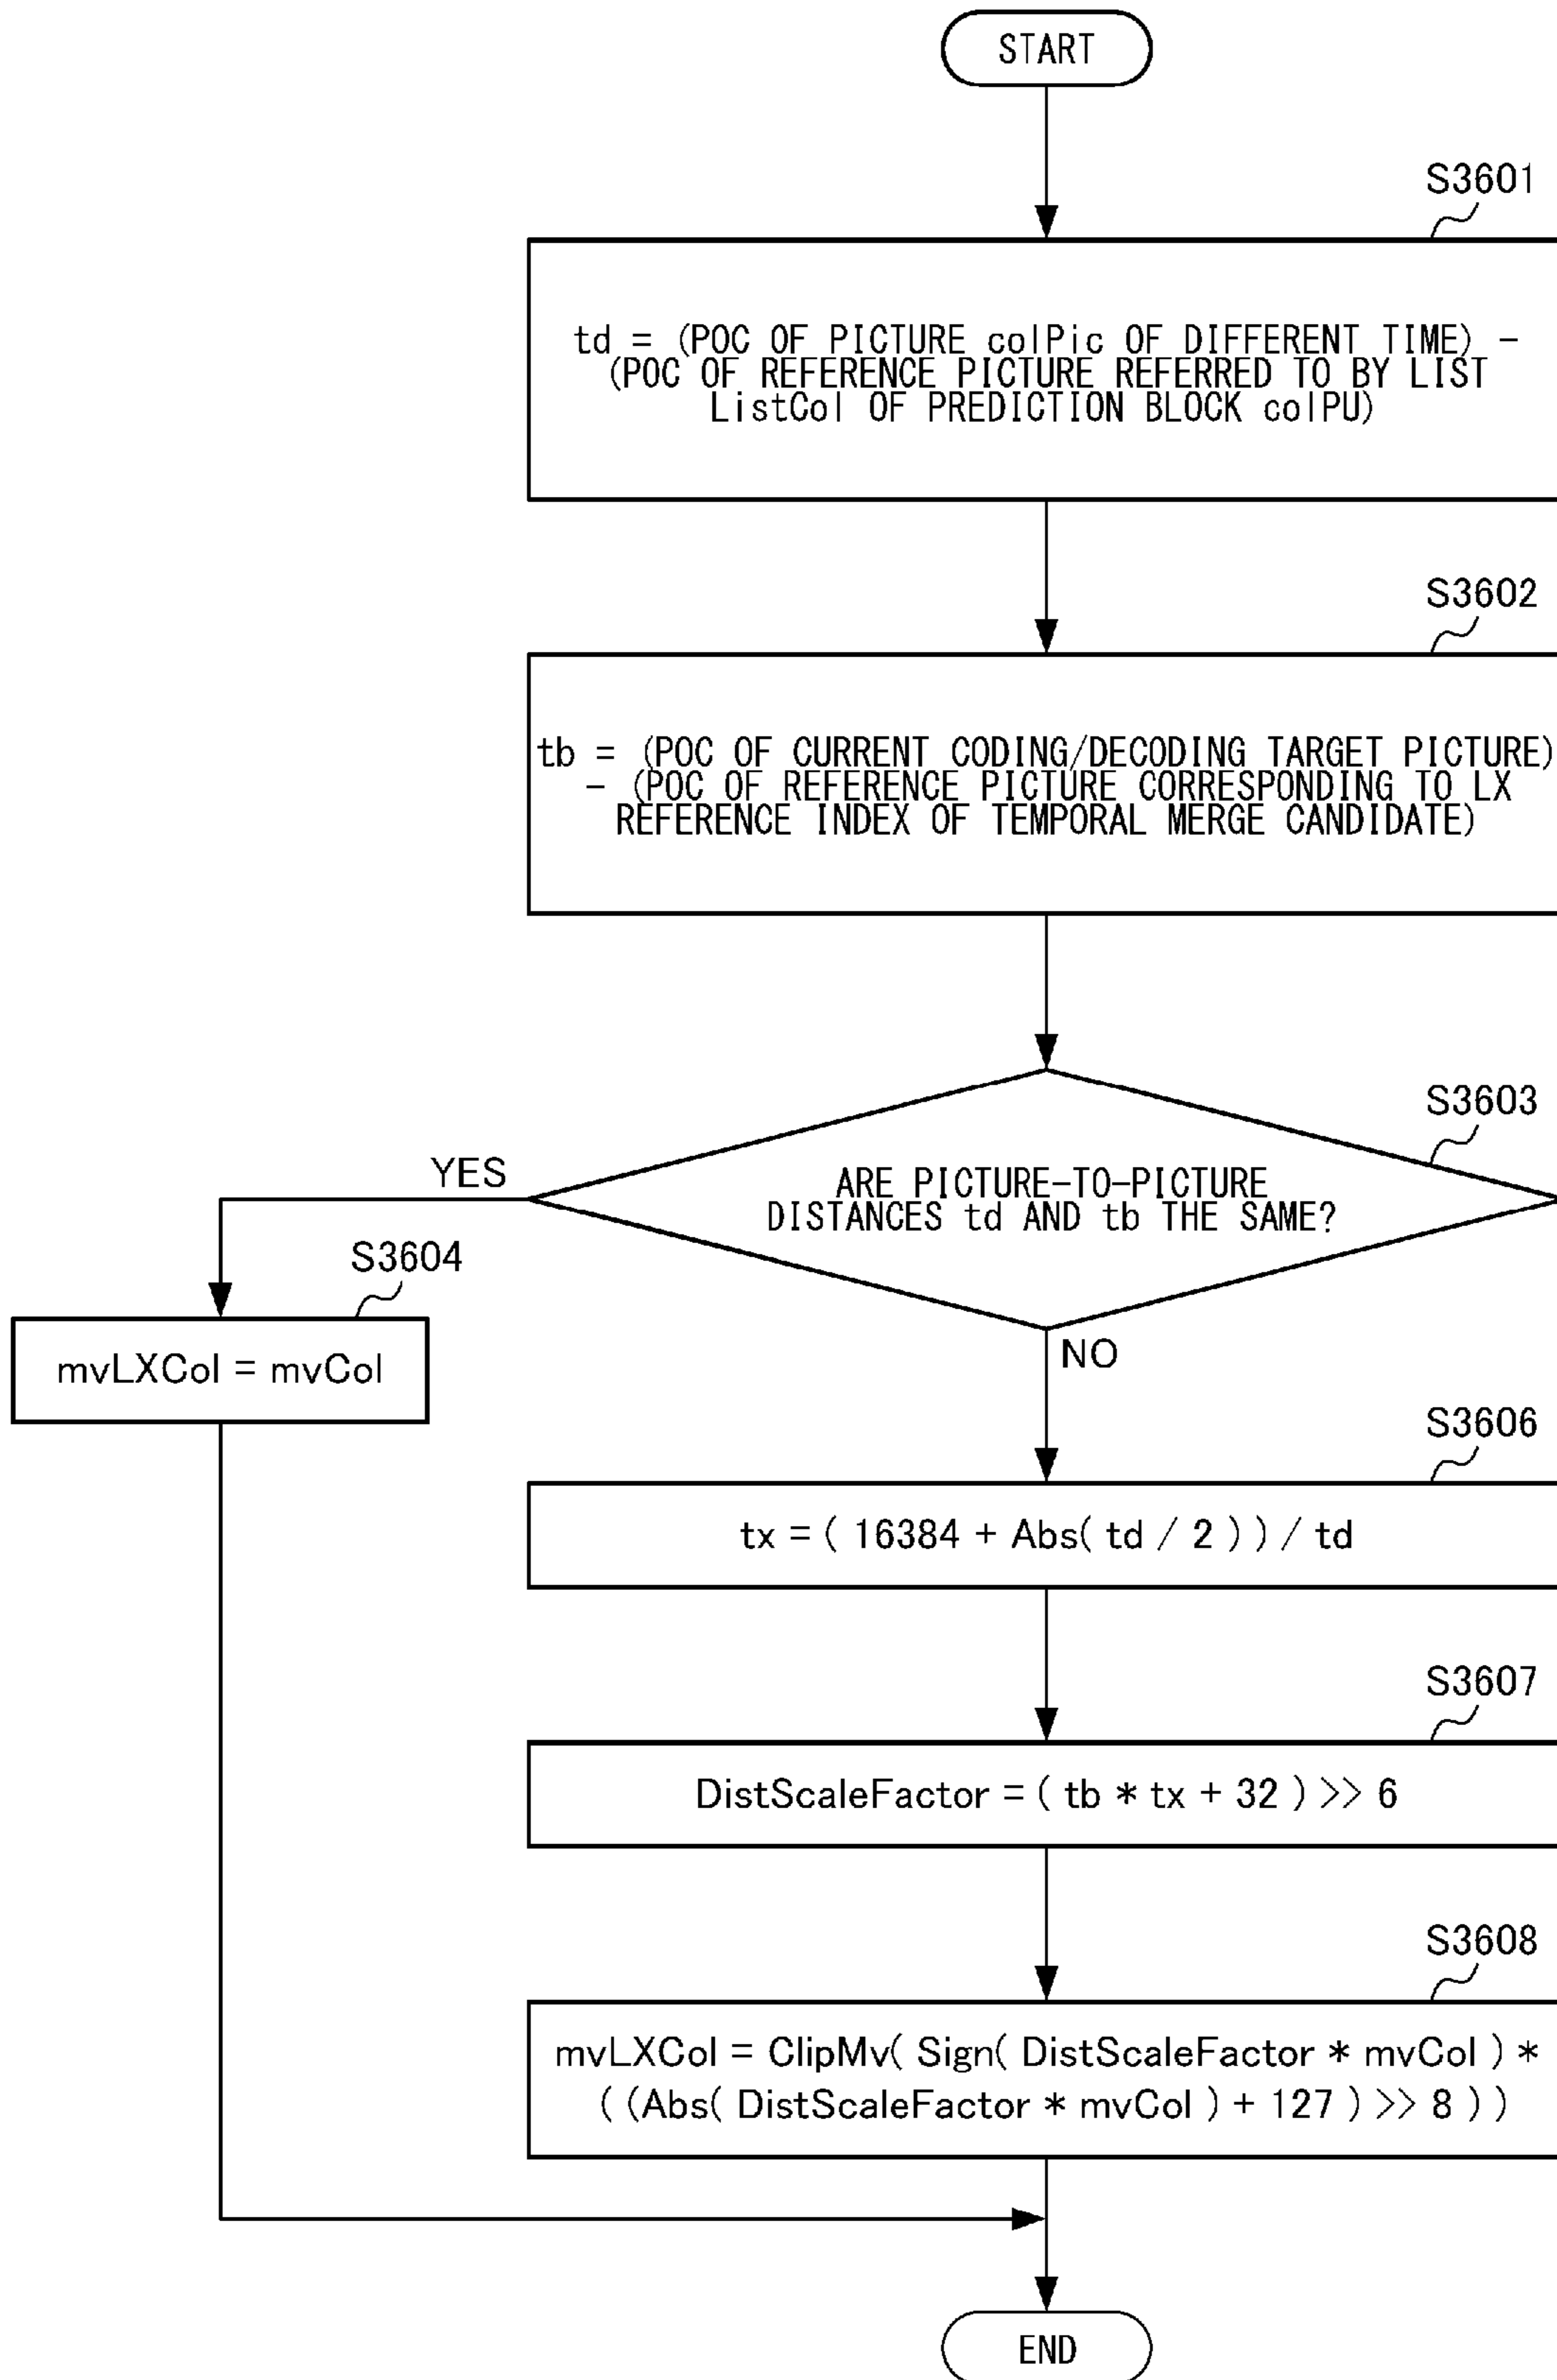 START
S3601
td = (POC OF PICTURE colPic OF DIFFERENT TIME) -
(POC OF REFERENCE PICTURE REFERRED TO BY LIST
ListCol OF PREDICTION BLOCK colPU)
S3602
tb = (POC OF CURRENT CODING/DECODING TARGET PICTURE)
- (POC OF REFERENCE PICTURE CORRESPONDING TO LX
REFERENCE INDEX OF TEMPORAL MERGE CANDIDATE)
S3603
ARE PICTURE-TO-PICTURE
DISTANCES td AND tb THE SAME?
YES
S3604
mvLXCol = mvCol
NO
S3606
tx = ( 16384 + Abs( td / 2 ) ) / td
S3607
DistScaleFactor = ( tb * tx + 32 ) >> 6
S3608
mvLXCol = ClipMv( Sign( DistScaleFactor * mvCol ) *
( (Abs( DistScaleFactor * mvCol ) + 127 ) >> 8 ) )
END